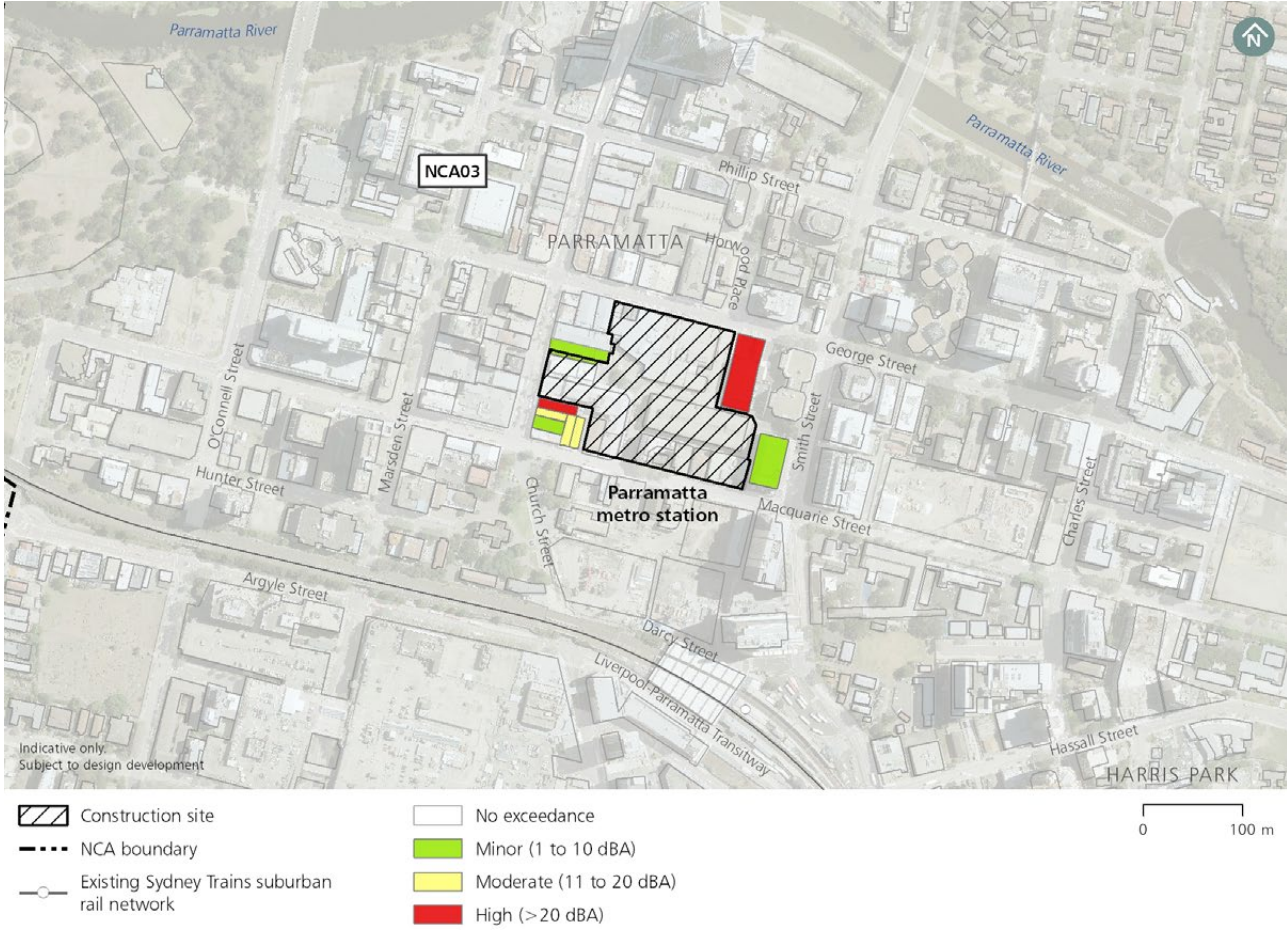 Parramatta River
N
NCA03
Phillip Street
Parramatta River
PARRAMATTA
Horwood Place
George Street
O'Connell Street
Marsden Street
Smith Street
Hunter Street
Church Street
Parramatta
metro station
Macquarie Street
Charles Street
Argyle Street
Darcy Street
Liverpool-Parramatta Transitway
Hassall Street
Indicative only.
Subject to design development
HARRIS PARK
Construction site
NCA boundary
Existing Sydney Trains suburban
rail network
No exceedance
Minor (1 to 10 dBA)
Moderate (11 to 20 dBA)
High (>20 dBA)
0 100 m